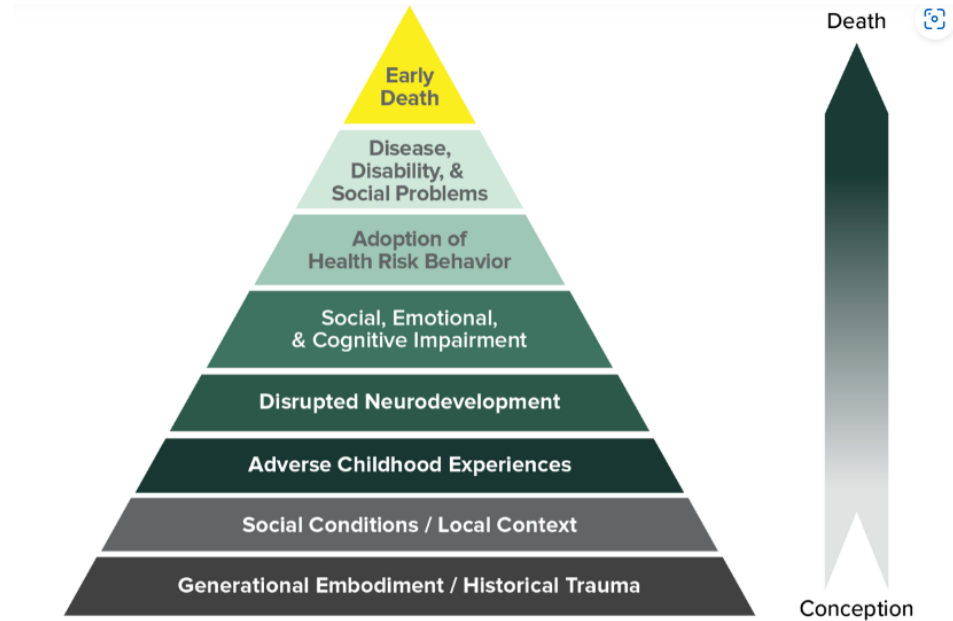 Death
Early
Death
Disease,
Disability, &
Social Problems
Adoption of
Health Risk Behavior
Social, Emotional,
& Cognitive Impairment
Disrupted Neurodevelopment
Adverse Childhood Experiences
Social Conditions / Local Context
Generational Embodiment / Historical Trauma
Conception